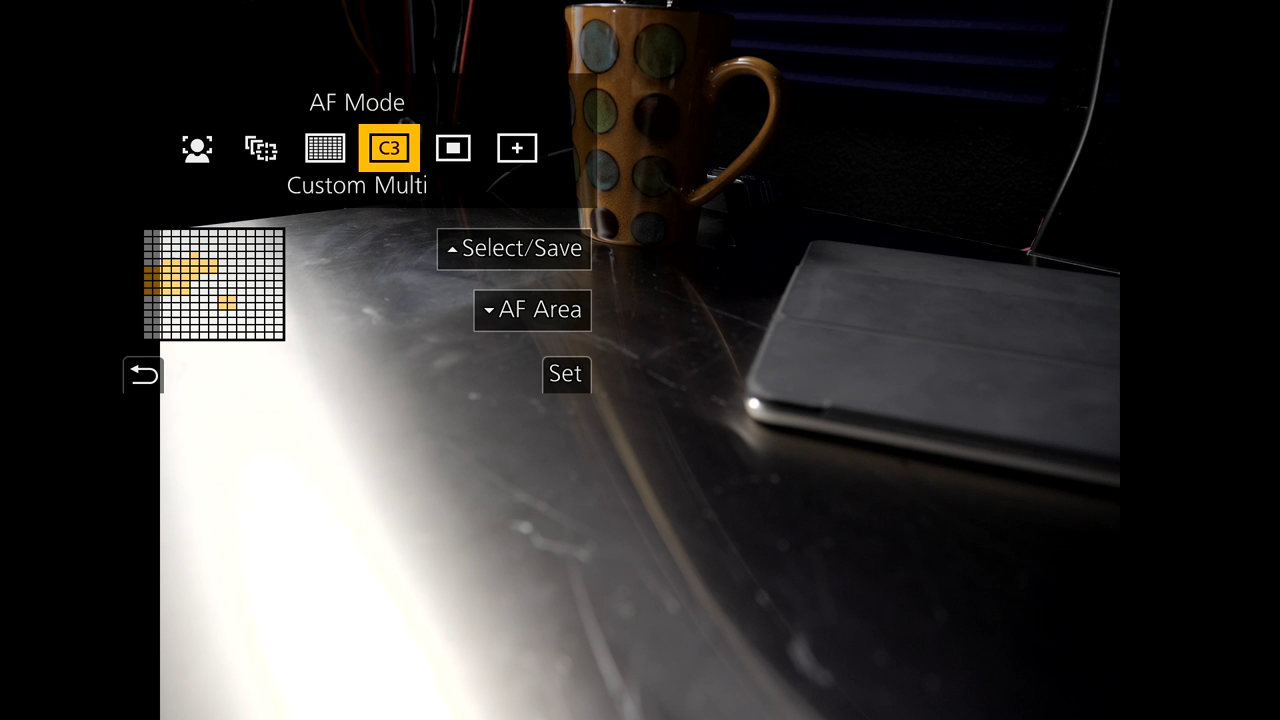 AF Mode
C3
Custom Multi
Select/Save
AF Area
Set